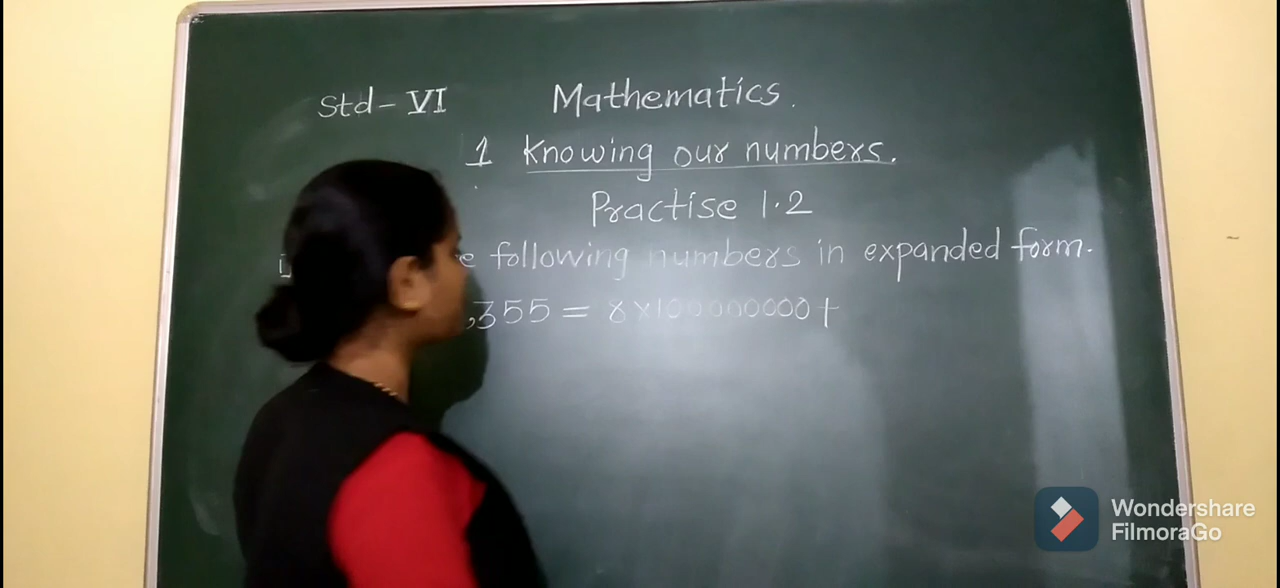 Std - VI Mathematics.
1 Knowing our numbers.
Practise 1.2
following numbers in expanded form.
,355 = 8×100000000+
Wondershare
FilmoraGo